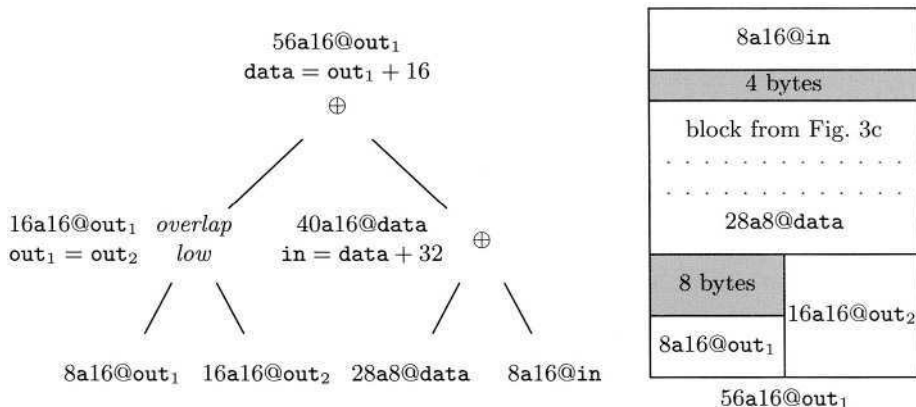 56a16@out₁
data = out₁ + 16
⊕
16a16@out₁ overlap
out₁ = out₂ low
40a16@data
in = data + 32 ⊕
8a16@out₁ 16a16@out₂ 28a8@data 8a16@in
8a16@in
4 bytes
block from Fig. 3c
28a8@data
8 bytes
16a16@out₂
8a16@out₁
56a16@out₁